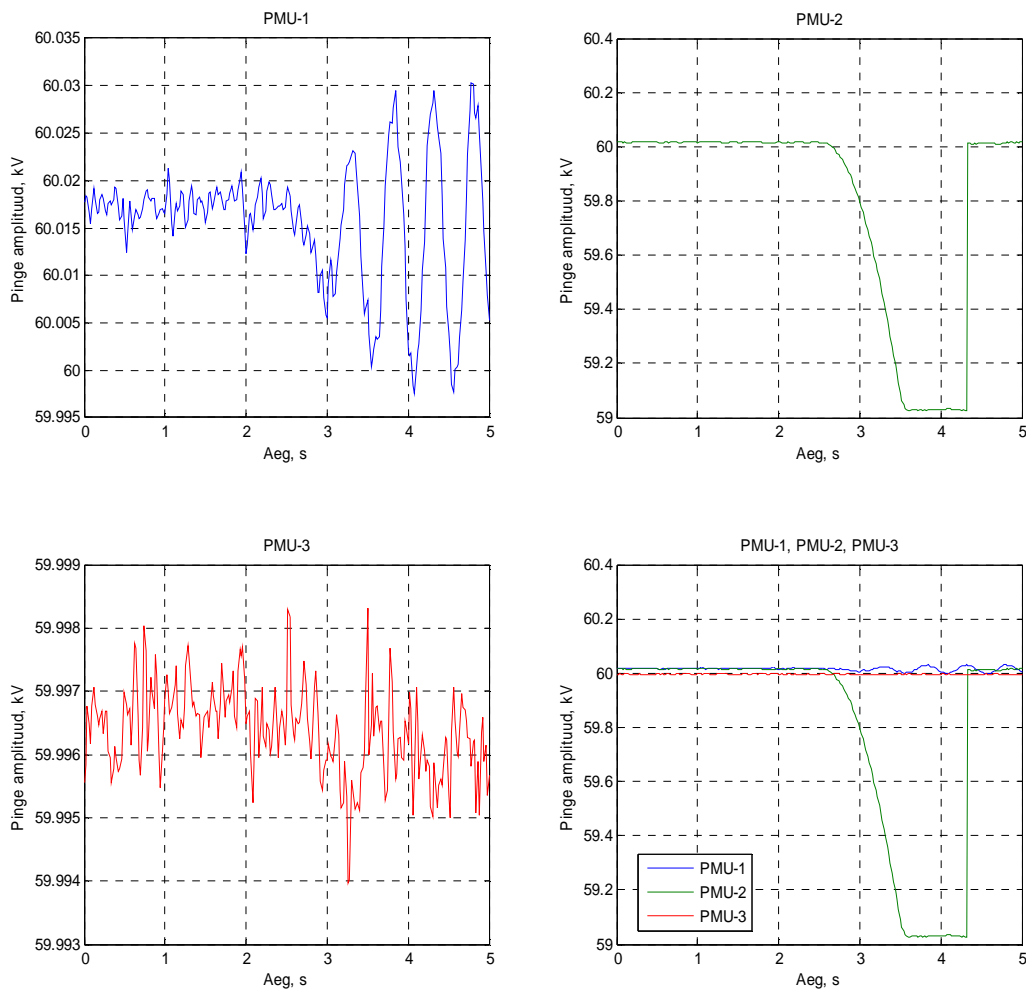 PMU-1
60.035
60.03
60.025
60.02
60.015
60.01
60.005
60
59.995
0 1 2 3 4 5
Pinge amplituud, kV
Aeg, s
PMU-2
60.4
60.2
60
59.8
59.6
59.4
59.2
59
0 1 2 3 4 5
Pinge amplituud, kV
Aeg, s
PMU-3
59.999
59.998
59.997
59.996
59.995
59.994
59.993
0 1 2 3 4 5
Pinge amplituud, kV
Aeg, s
PMU-1, PMU-2, PMU-3
60.4
60.2
60
59.8
59.6
59.4
59.2
59
0 1 2 3 4 5
Pinge amplituud, kV
Aeg, s
PMU-1
PMU-2
PMU-3